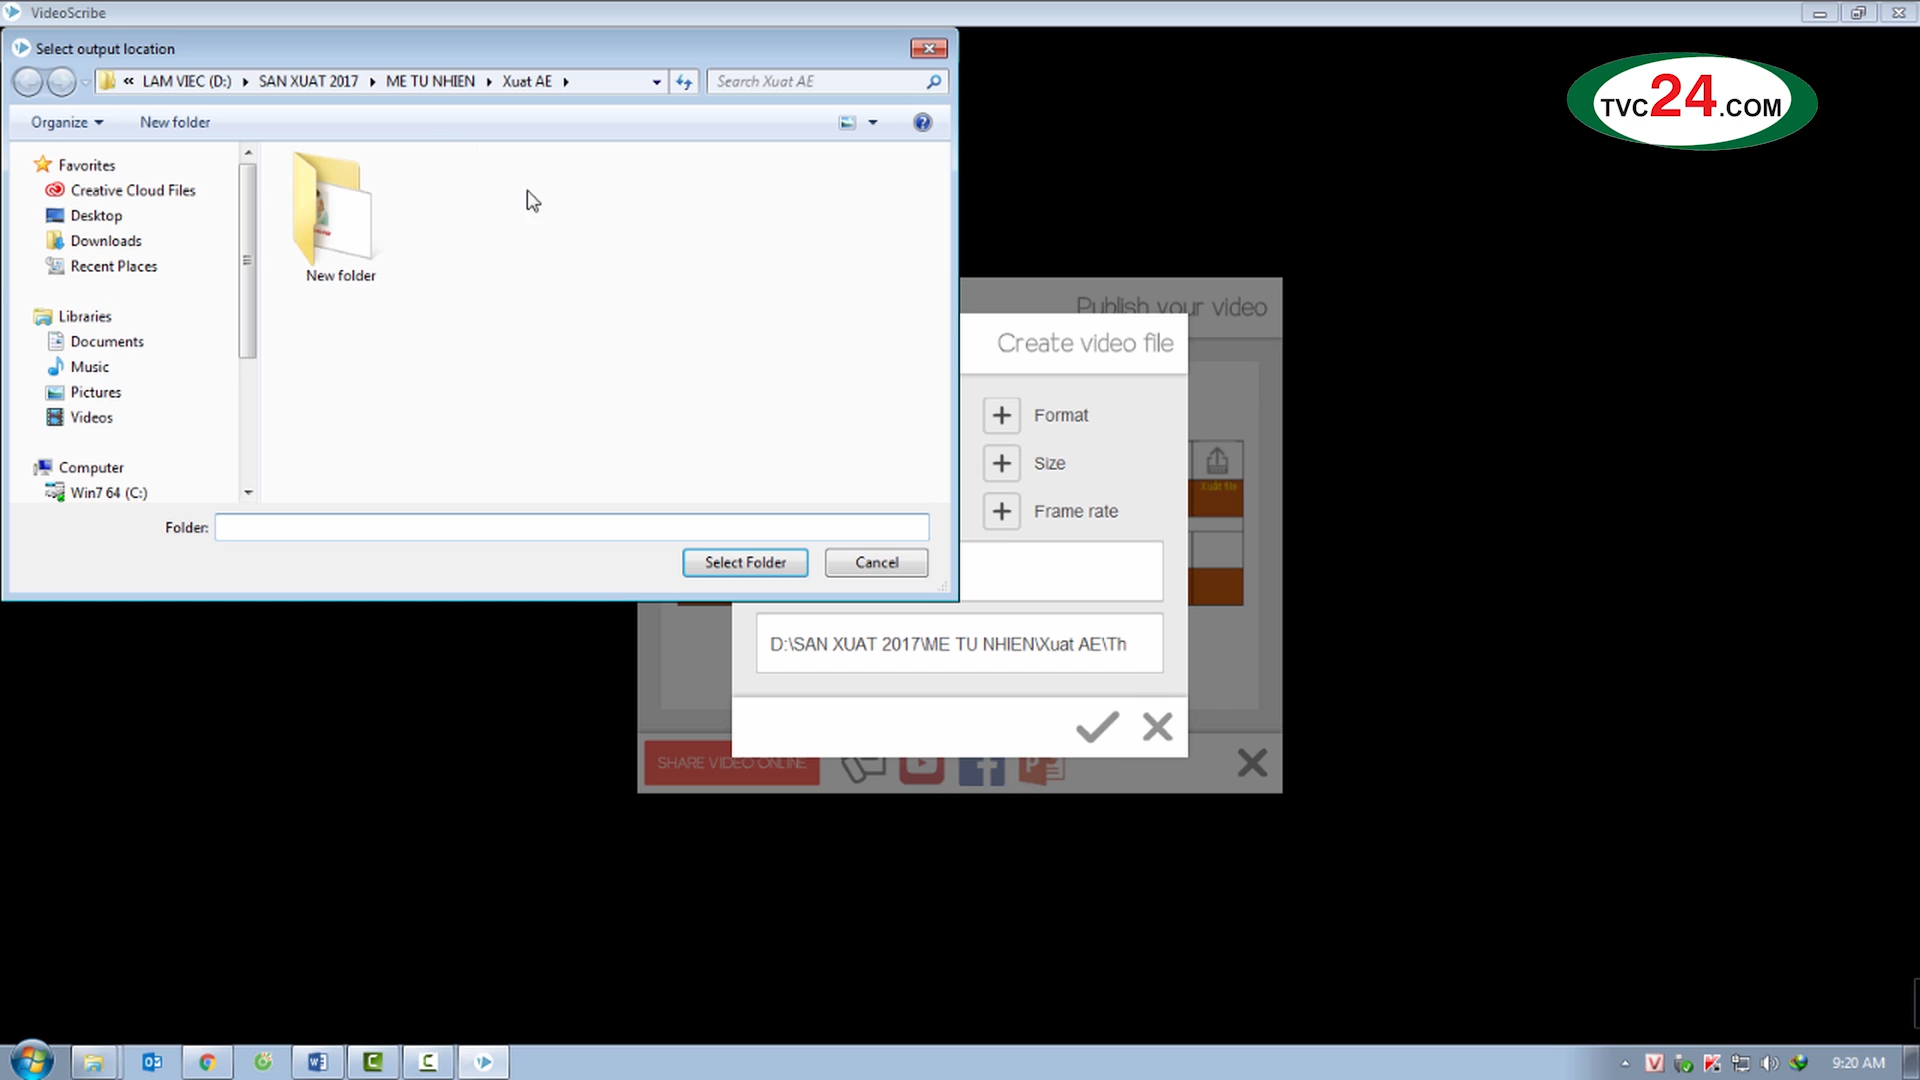 VideoScribe
Select output location
« LAM VIEC (D:) SAN XUAT 2017 ME TU NHIEN Xuat AE
Search Xuat AE
Organize New folder
Favorites
Creative Cloud Files
Desktop
Downloads
Recent Places
Libraries
Documents
Music
Pictures
Videos
Computer
Win7 64 (C:)
New folder
Folder:
Select Folder Cancel
TVC24.COM
Publish your video
Create video file
Format
Size
Frame rate
Xuất file
D:\SAN XUAT 2017\ME TU NHIEN\Xuat AE\Th
SHARE VIDEO ONLINE
9:20 AM